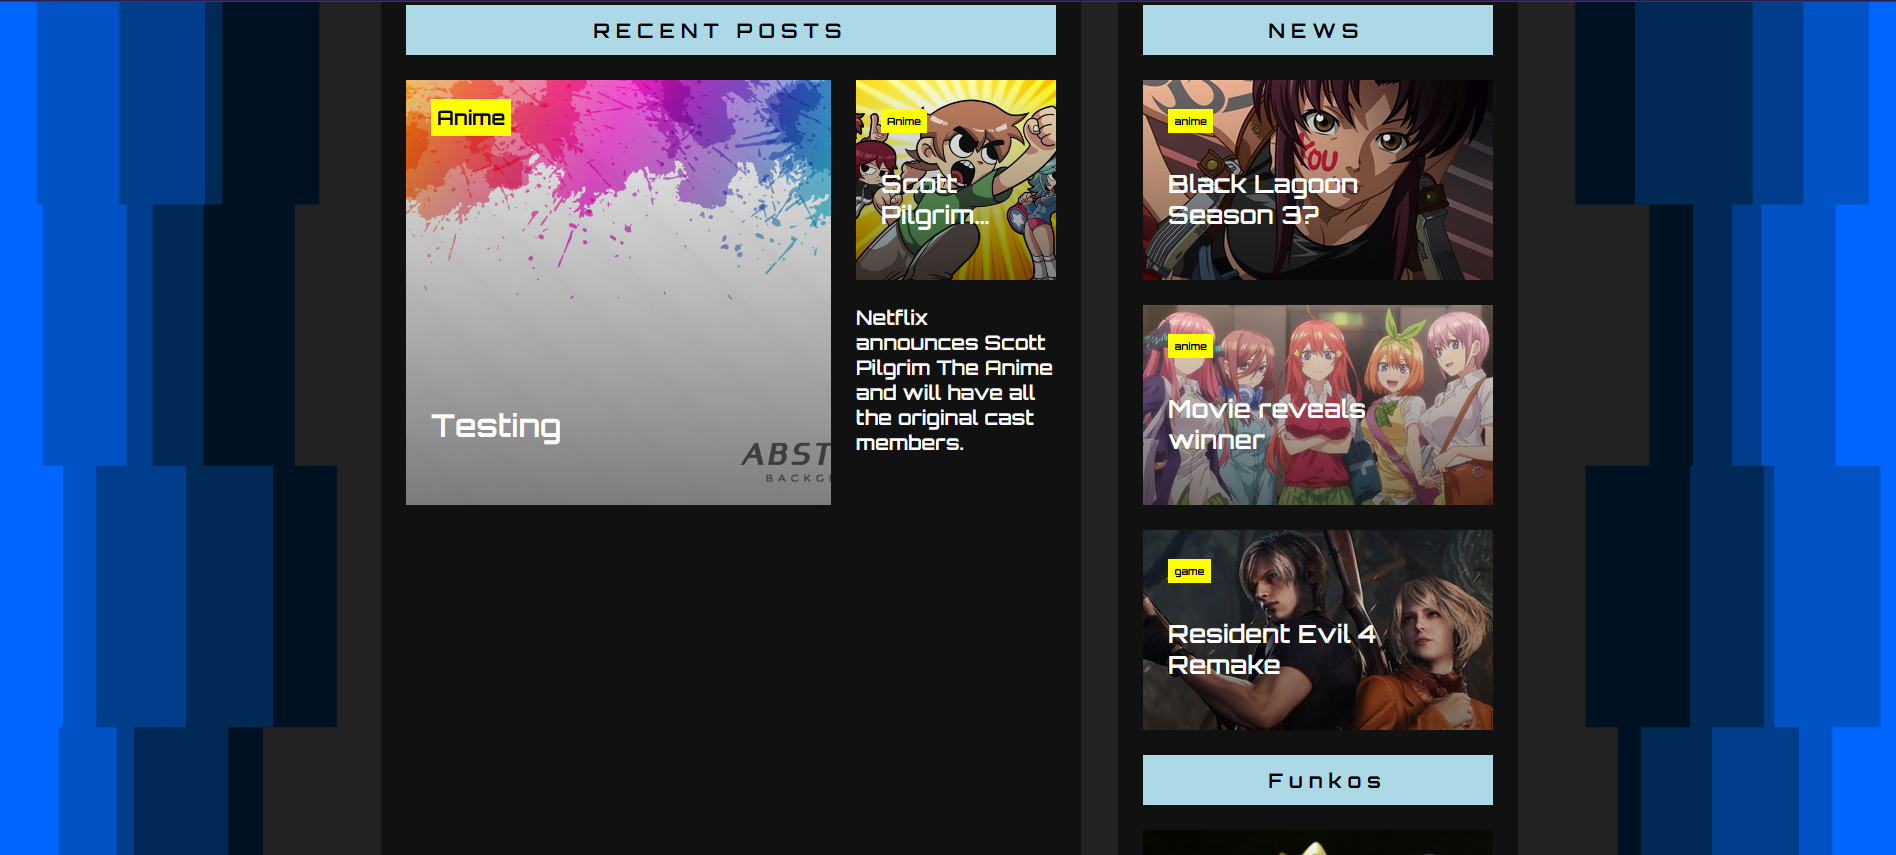 RECENT POSTS
Anime
Testing
ABST
BACKG
Anime
Scott
Pilgrim...
Netflix
announces Scott
Pilgrim The Anime
and will have all
the original cast
members.
NEWS
anime
YOU
Black Lagoon
Season 3?
anime
Movie reveals
winner
game
Resident Evil 4
Remake
Funkos